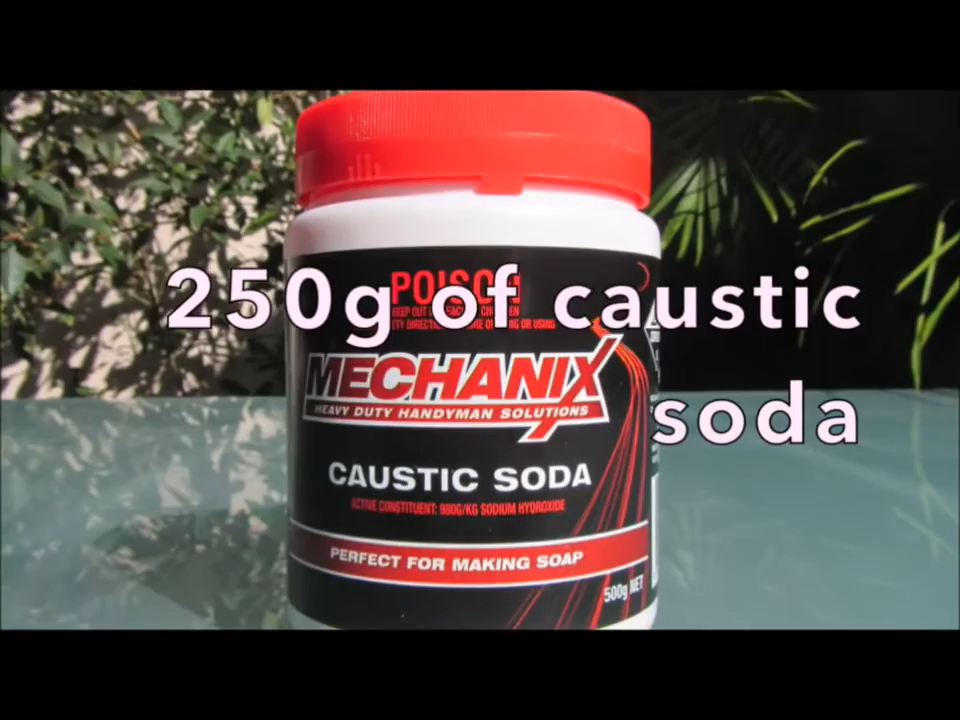 250g of caustic
soda
POISON
MECHANIX
HEAVY DUTY HANDYMAN SOLUTIONS
CAUSTIC SODA
ACTIVE CONSTITUENT: 980G/KG SODIUM HYDROXIDE
PERFECT FOR MAKING SOAP
500g NET